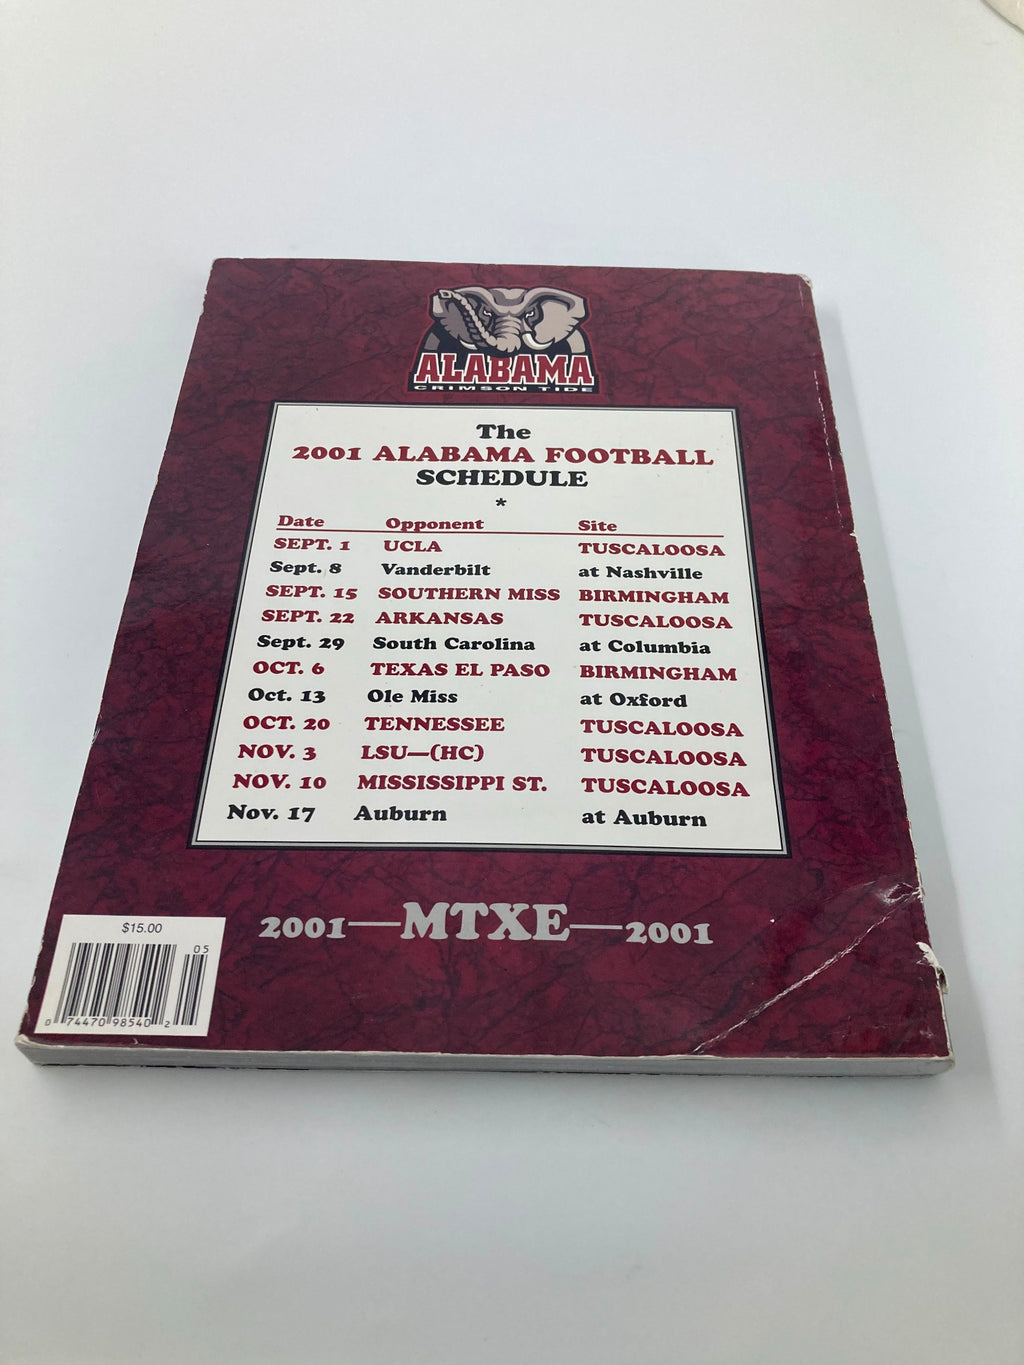 ALABAMA
CRIMSON TIDE
The
2001 ALABAMA FOOTBALL
SCHEDULE
*
Date Opponent Site
SEPT. 1 UCLA TUSCALOOSA
Sept. 8 Vanderbilt at Nashville
SEPT. 15 SOUTHERN MISS BIRMINGHAM
SEPT. 22 ARKANSAS TUSCALOOSA
Sept. 29 South Carolina at Columbia
OCT. 6 TEXAS EL PASO BIRMINGHAM
Oct. 13 Ole Miss at Oxford
OCT. 20 TENNESSEE TUSCALOOSA
NOV. 3 LSU—(HC) TUSCALOOSA
NOV. 10 MISSISSIPPI ST. TUSCALOOSA
Nov. 17 Auburn at Auburn
2001—MTXE—2001
$15.00
05
0 74470 98540 2